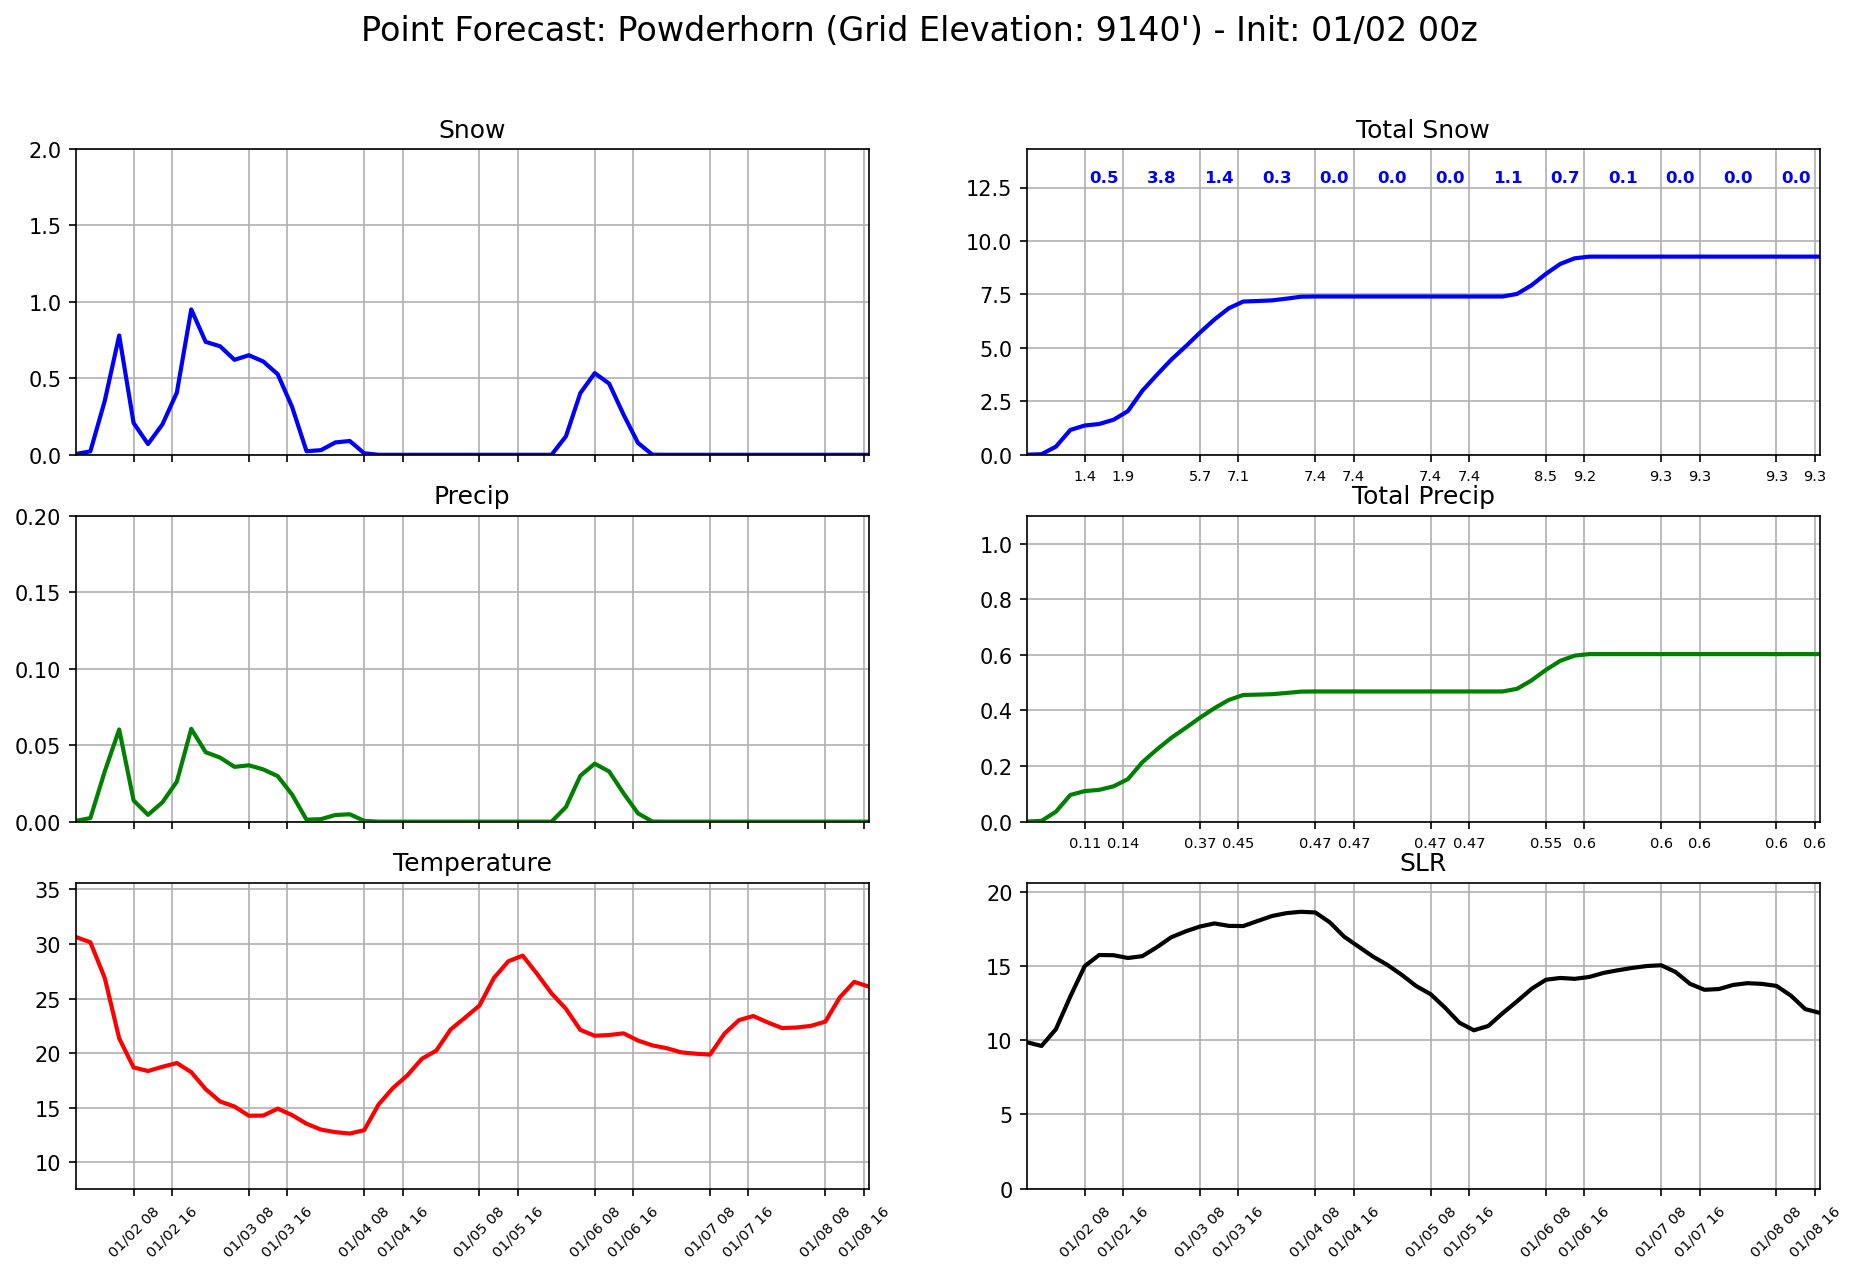 Point Forecast: Powderhorn (Grid Elevation: 9140') - Init: 01/02 00z
Snow
2.0
1.5
1.0
0.5
0.0
Total Snow
0.5 3.8 1.4 0.3 0.0 0.0 0.0 1.1 0.7 0.1 0.0 0.0 0.0
12.5
10.0
7.5
5.0
2.5
0.0
1.4 1.9 5.7 7.1 7.4 7.4 7.4 7.4 8.5 9.2 9.3 9.3 9.3 9.3
Precip
0.20
0.15
0.10
0.05
0.00
Total Precip
1.0
0.8
0.6
0.4
0.2
0.0
0.11 0.14 0.37 0.45 0.47 0.47 0.47 0.47 0.55 0.6 0.6 0.6 0.6 0.6
Temperature
35
30
25
20
15
10
01/02 08 01/02 16 01/03 08 01/03 16 01/04 08 01/04 16 01/05 08 01/05 16 01/06 08 01/06 16 01/07 08 01/07 16 01/08 08 01/08 16
SLR
20
15
10
5
0
01/02 08 01/02 16 01/03 08 01/03 16 01/04 08 01/04 16 01/05 08 01/05 16 01/06 08 01/06 16 01/07 08 01/07 16 01/08 08 01/08 16